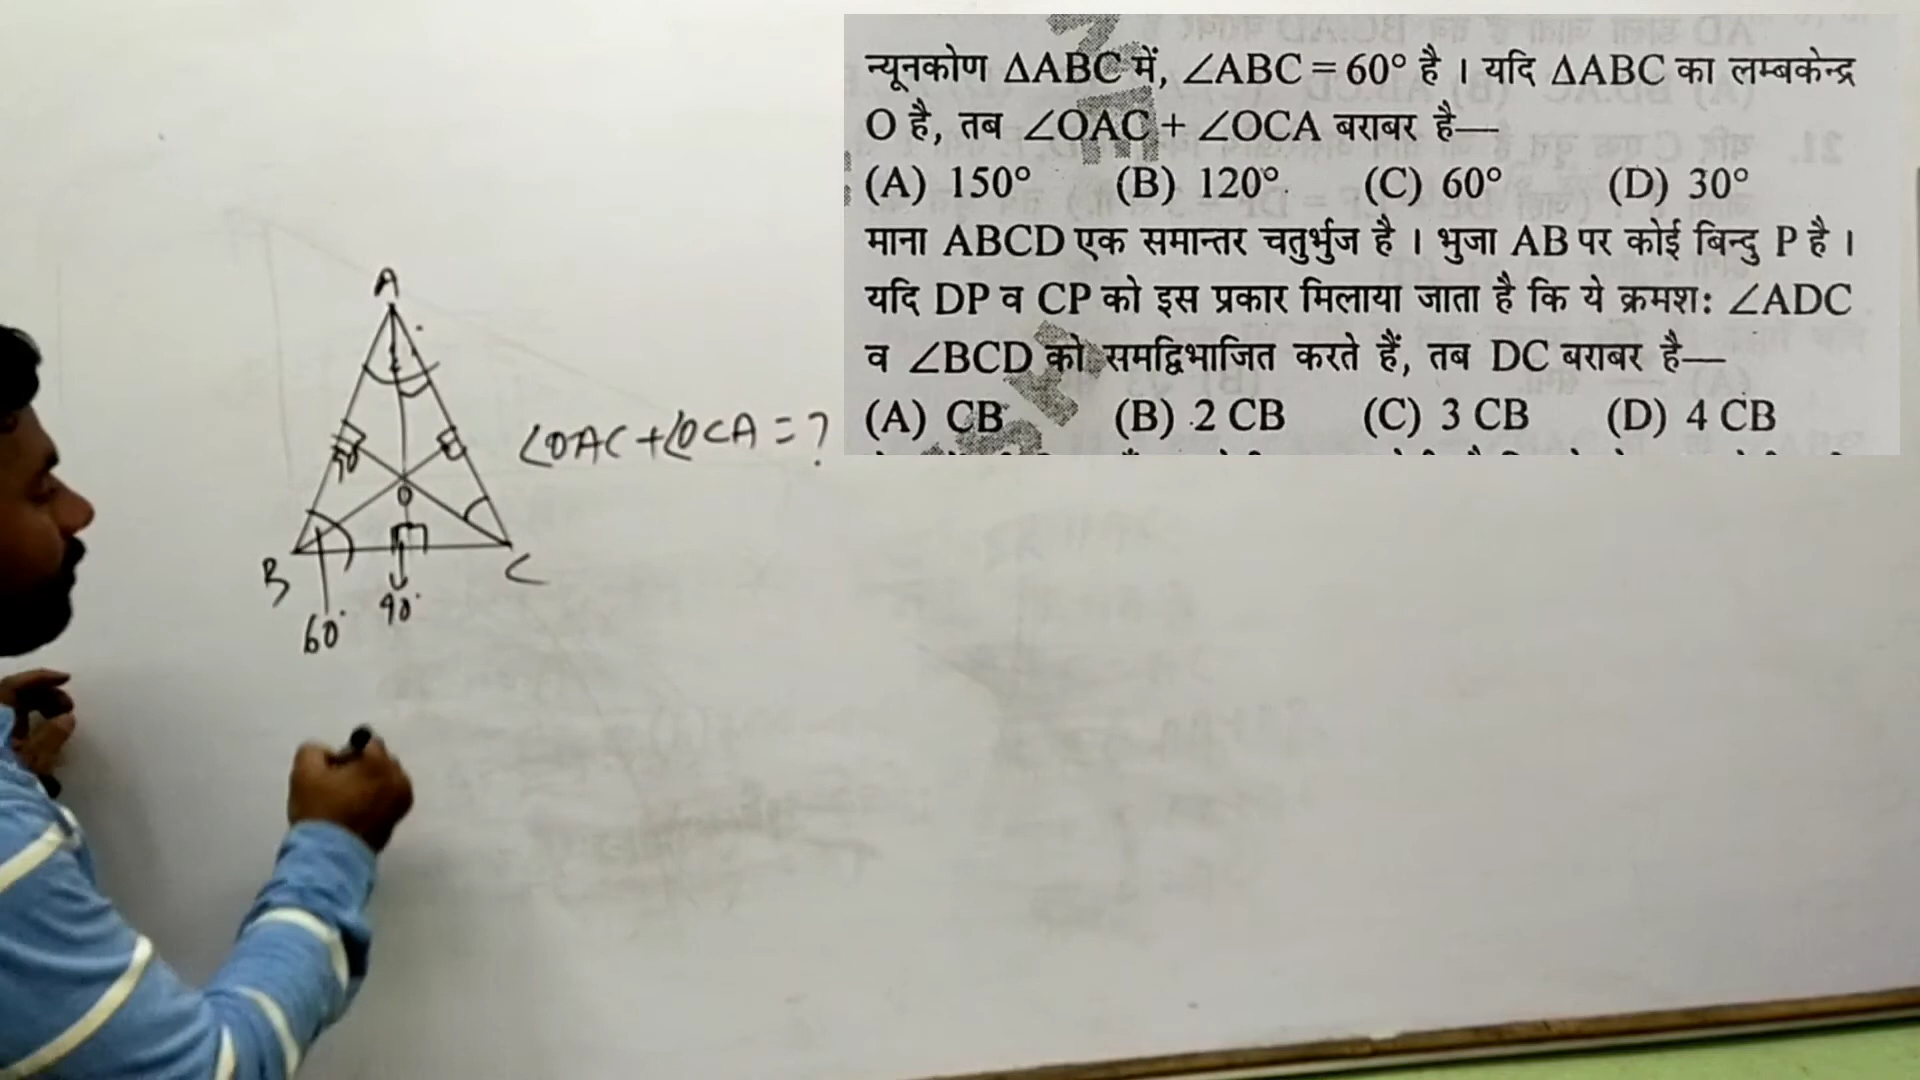 न्यूनकोण ΔABC में, ∠ABC = 60° है । यदि ΔABC का लम्बकेन्द्र
O है, तब ∠OAC + ∠OCA बराबर है—
(A) 150° (B) 120° (C) 60° (D) 30°
माना ABCD एक समान्तर चतुर्भुज है । भुजा AB पर कोई बिन्दु P है ।
यदि DP व CP को इस प्रकार मिलाया जाता है कि ये क्रमश: ∠ADC
व ∠BCD को समद्विभाजित करते हैं, तब DC बराबर है—
(A) CB (B) 2 CB (C) 3 CB (D) 4 CB
A
∠OAC+∠OCA = ?
90°
O
B
C
60°
90°